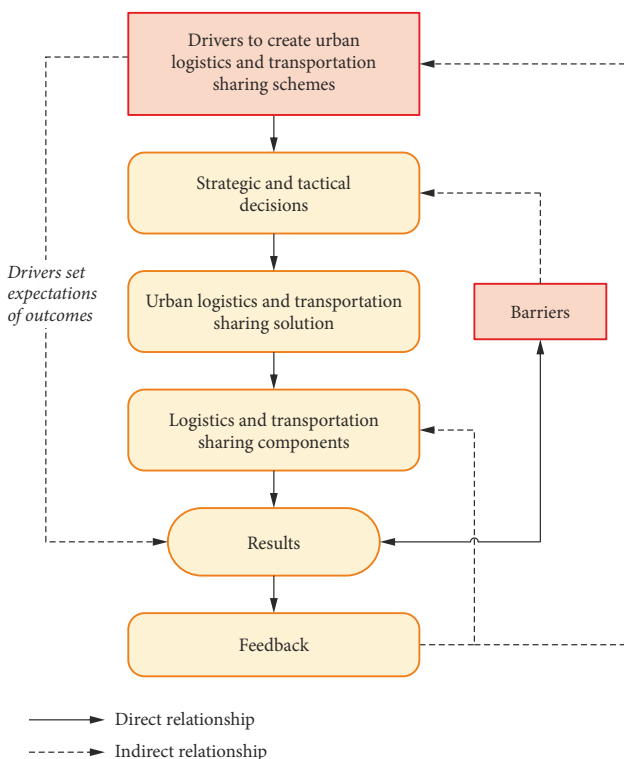 Drivers to create urban
logistics and transportation
sharing schemes
Strategic and tactical
decisions
Drivers set
expectations
of outcomes
Urban logistics and transportation
sharing solution
Barriers
Logistics and transportation
sharing components
Results
Feedback
Direct relationship
Indirect relationship